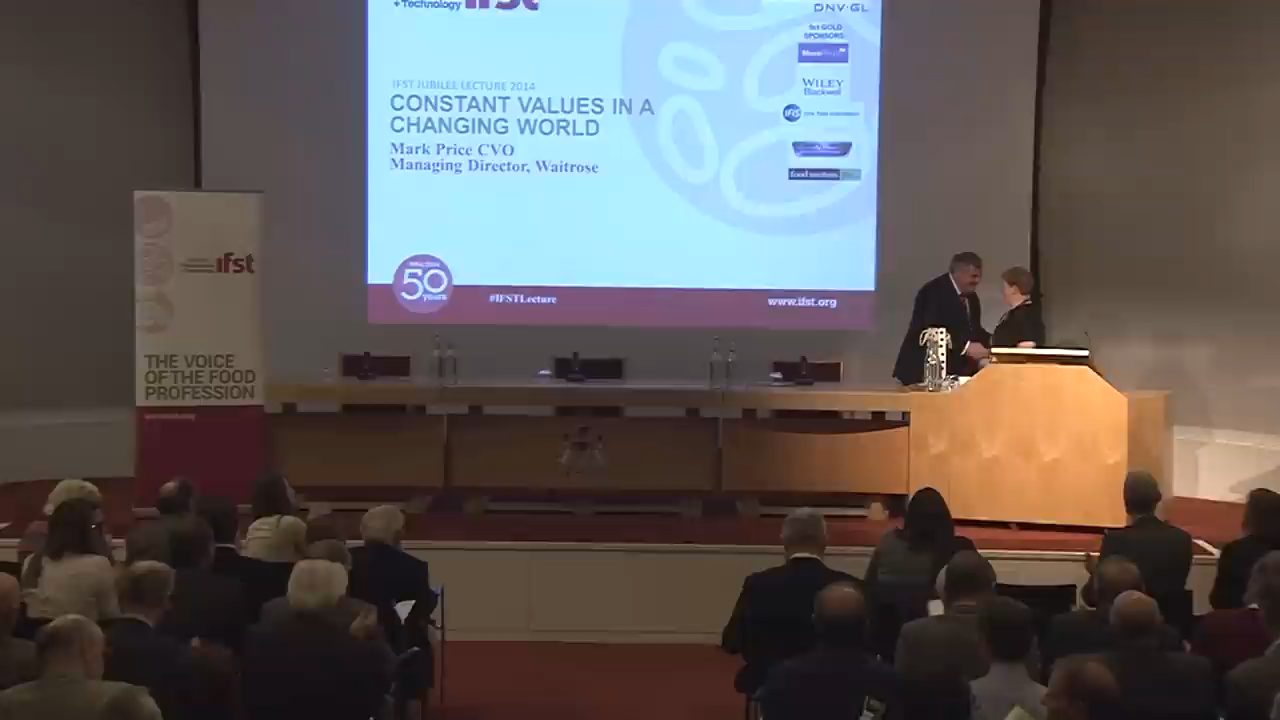 +Technology ifst
DNV·GL
GOLD
SPONSORS
WILEY
Blackwell
IFST JUBILEE LECTURE 2014
CONSTANT VALUES IN A
CHANGING WORLD
Mark Price CVO
Managing Director, Waitrose
50
years
#IFSTLecture
www.ifst.org
ifst
THE VOICE
OF THE FOOD
PROFESSION